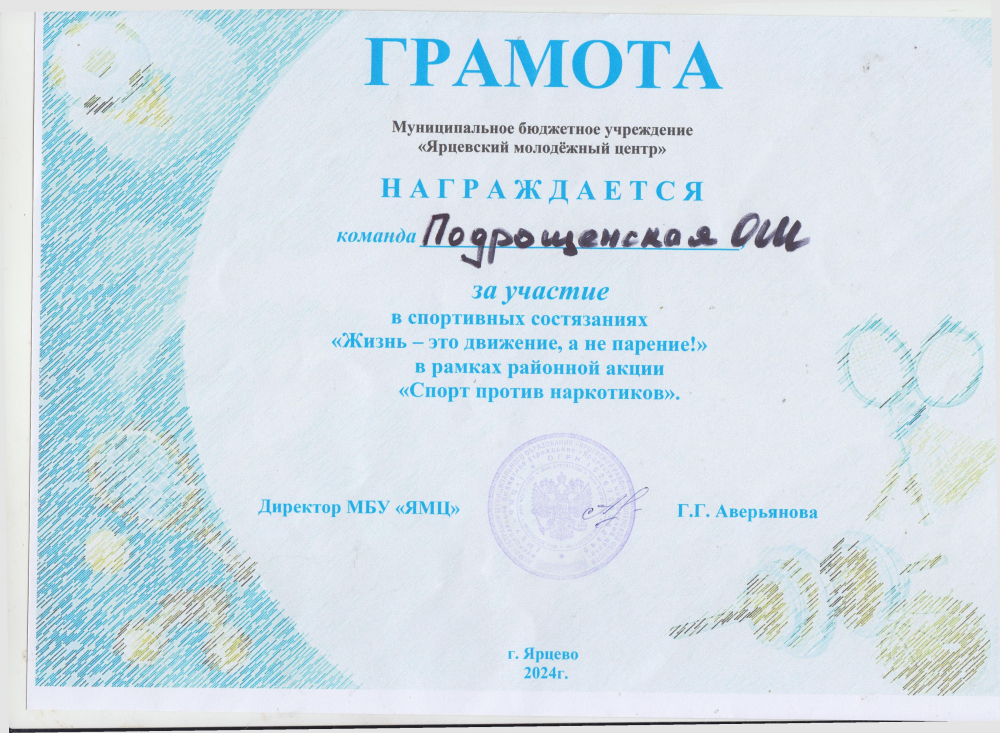 ГРАМОТА
Муниципальное бюджетное учреждение
«Ярцевский молодёжный центр»
НАГРАЖДАЕТСЯ
команда Подрощенская ОШ
за участие
в спортивных состязаниях
«Жизнь – это движение, а не парение!»
в рамках районной акции
«Спорт против наркотиков».
Директор МБУ «ЯМЦ» Г.Г. Аверьянова
г. Ярцево
2024г.